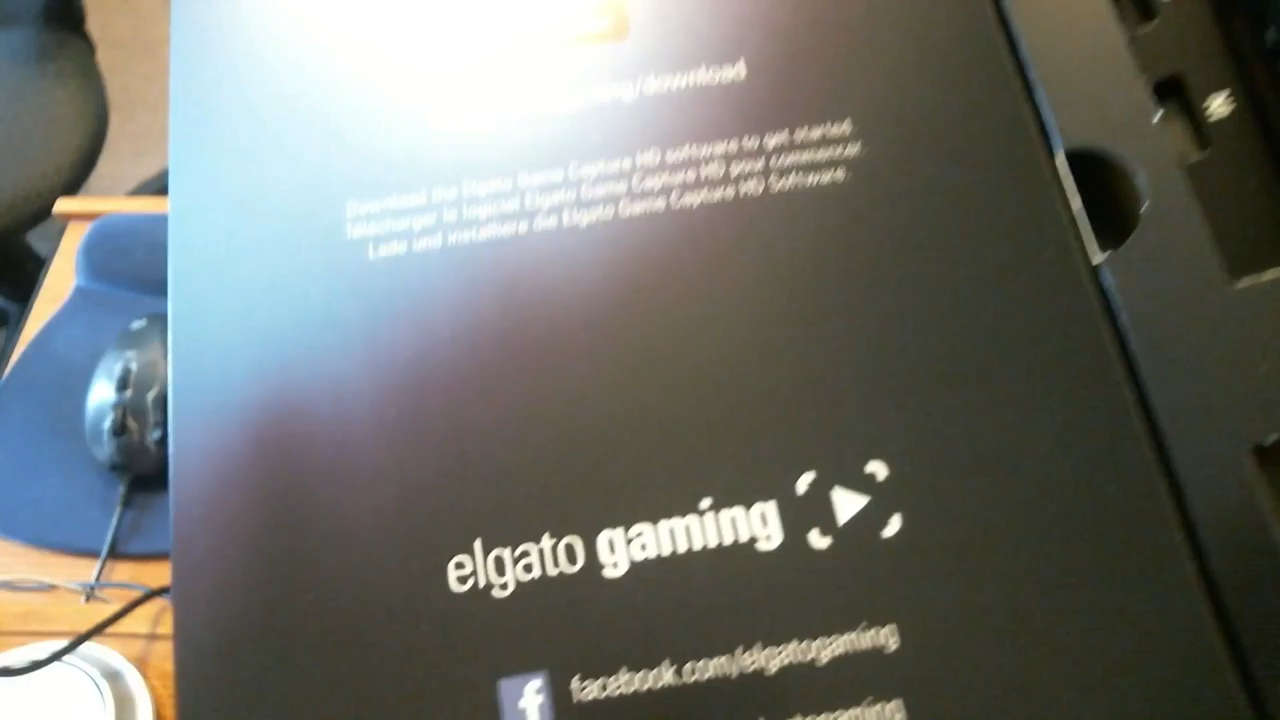 /download
Download the Elgato Game Capture HD software to get started.
Télécharger le logiciel Elgato Game Capture HD pour commencer.
Lade und installiere die Elgato Game Capture HD Software.
elgato gaming
f facebook.com/elgatogaming